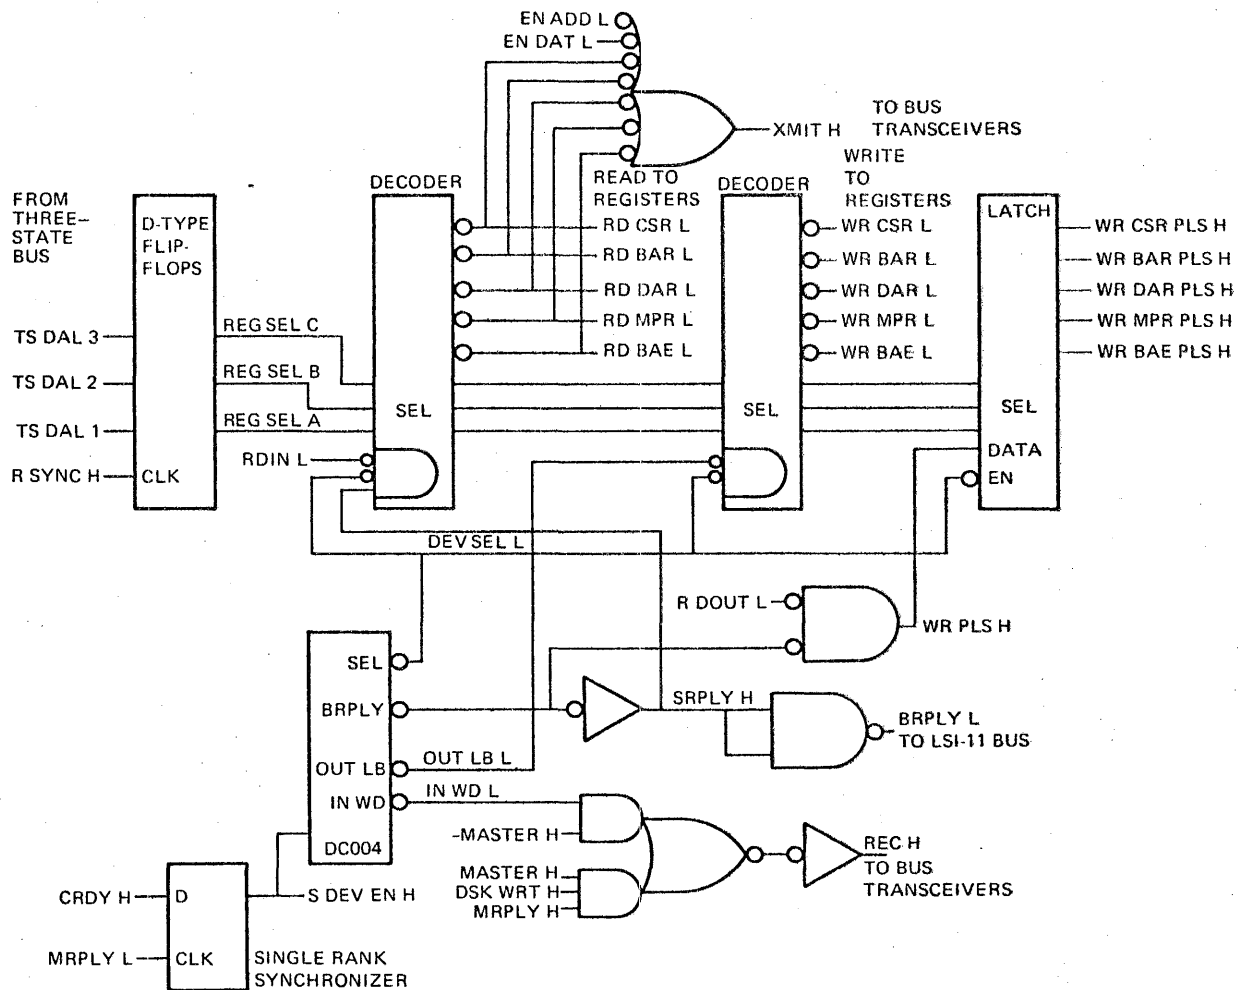 EN ADD L
EN DAT L
XMIT H
TO BUS
TRANSCEIVERS
FROM
THREE-
STATE
BUS
D-TYPE
FLIP-
FLOPS
DECODER
READ TO
REGISTERS
DECODER
WRITE
TO
REGISTERS
LATCH
RD CSR L
RD BAR L
RD DAR L
RD MPR L
RD BAE L
WR CSR L
WR BAR L
WR DAR L
WR MPR L
WR BAE L
WR CSR PLS H
WR BAR PLS H
WR DAR PLS H
WR MPR PLS H
WR BAE PLS H
TS DAL 3
TS DAL 2
TS DAL 1
R SYNC H
CLK
REG SEL C
REG SEL B
REG SEL A
SEL
SEL
SEL
RDIN L
DATA
EN
DEV SEL L
R DOUT L
WR PLS H
SEL
BRPLY
OUT LB
IN WD
DC004
OUT LB L
IN WD L
SRPLY H
BRPLY L
TO LSI-11 BUS
-MASTER H
MASTER H
DSK WRT H
MRPLY H
REC H
TO BUS
TRANSCEIVERS
CRDY H
D
S DEV EN H
MRPLY L
CLK
SINGLE RANK
SYNCHRONIZER